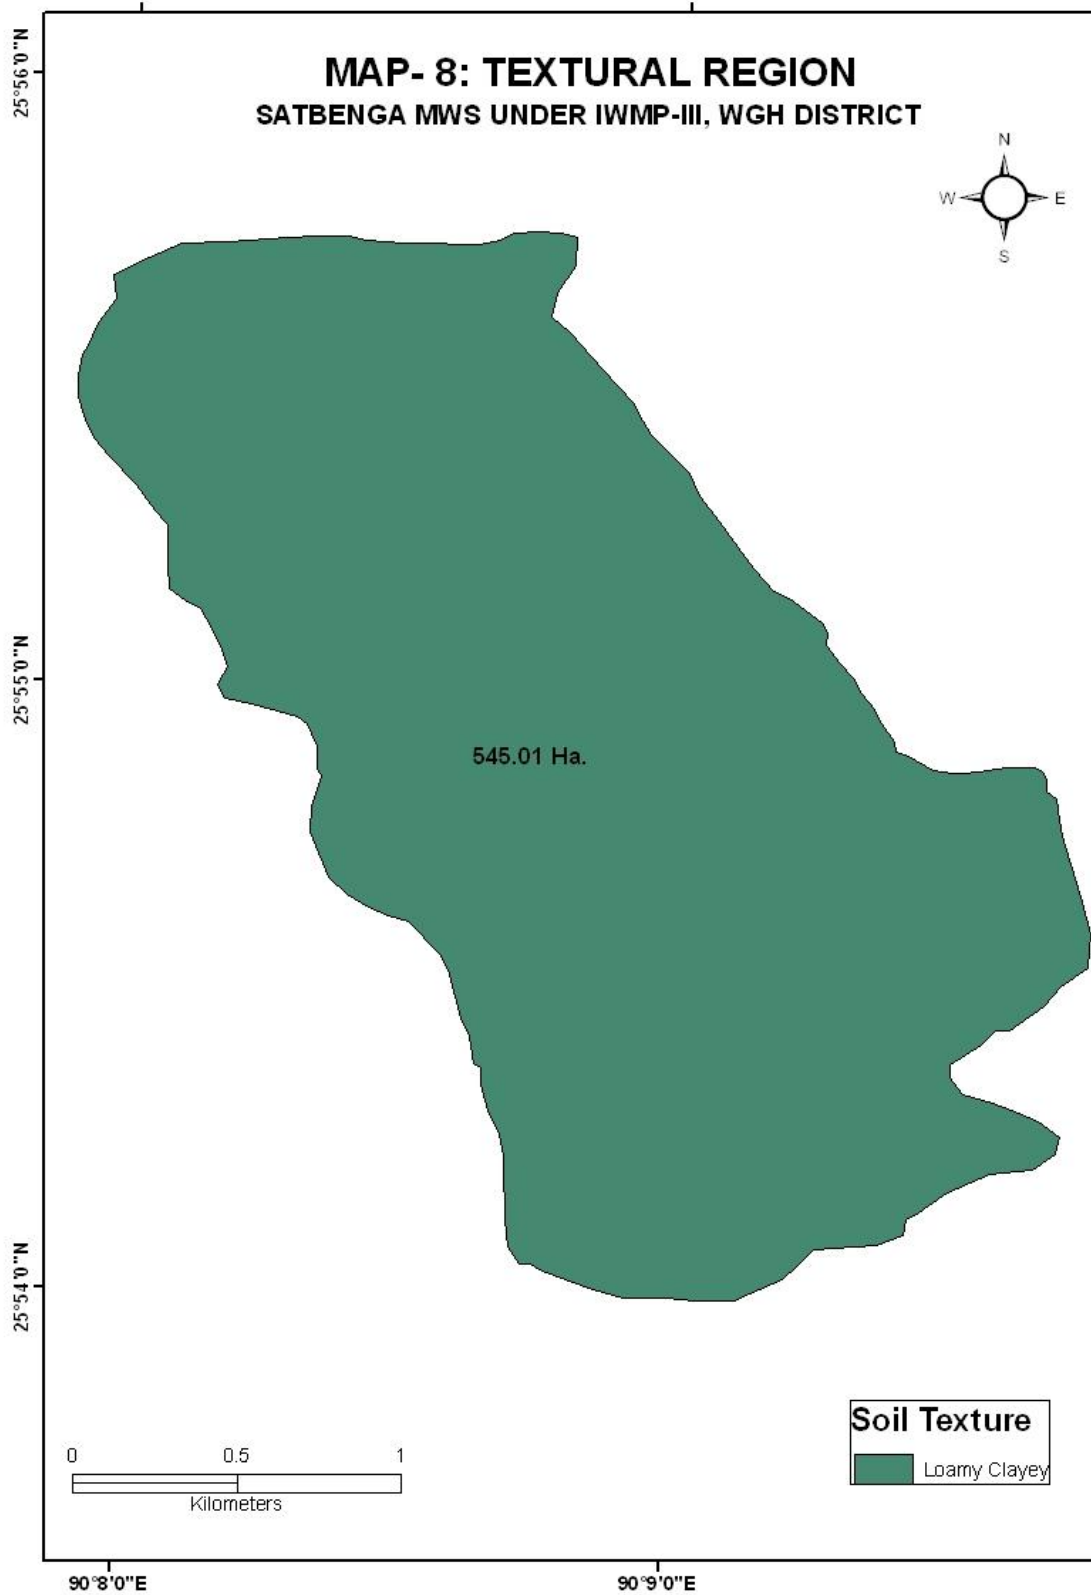 MAP- 8: TEXTURAL REGION
SATBENGA MWS UNDER IWMP-III, WGH DISTRICT
N
W E
S
25°56'0"N
25°55'0"N
545.01 Ha.
25°54'0"N
Soil Texture
Loamy Clayey
0 0.5 1
Kilometers
90°8'0"E 90°9'0"E